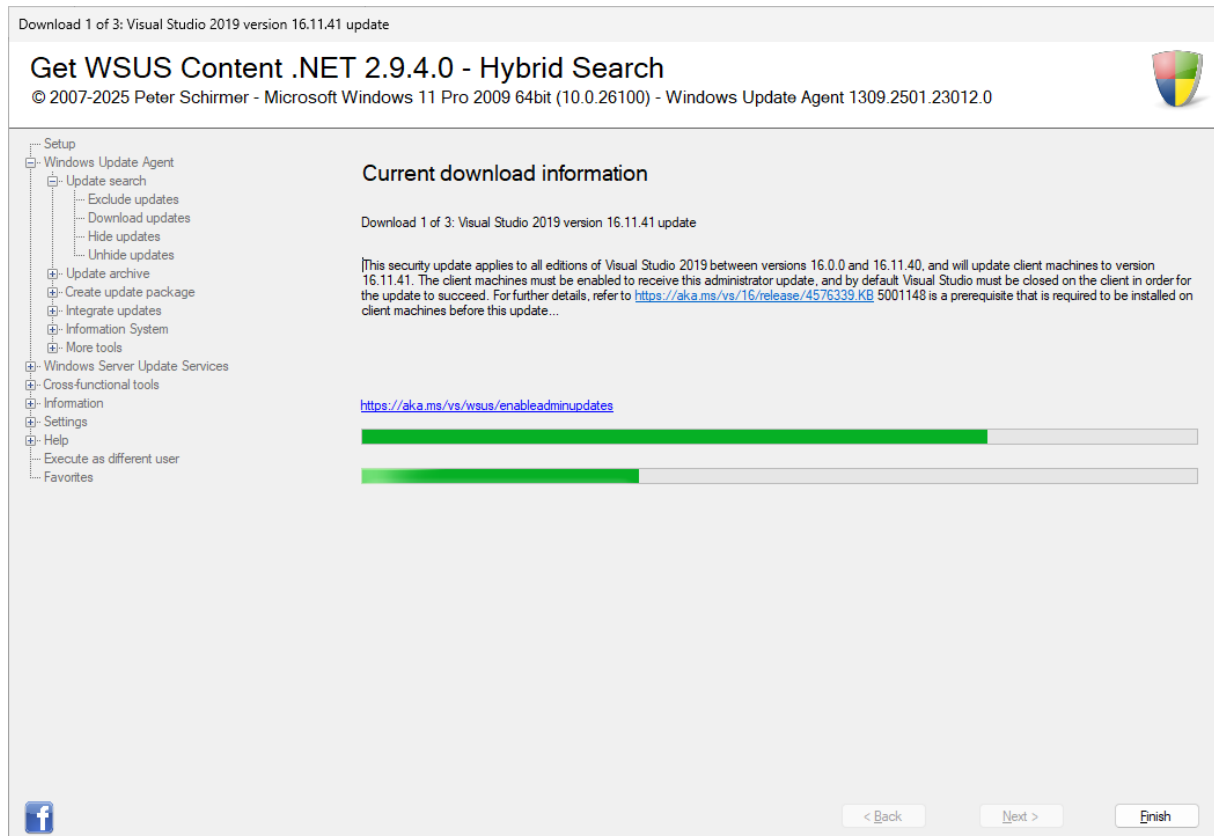 Download 1 of 3: Visual Studio 2019 version 16.11.41 update
Get WSUS Content .NET 2.9.4.0 - Hybrid Search
© 2007-2025 Peter Schirmer - Microsoft Windows 11 Pro 2009 64bit (10.0.26100) - Windows Update Agent 1309.2501.23012.0
Setup
Windows Update Agent
Update search
Exclude updates
Download updates
Hide updates
Unhide updates
Update archive
Create update package
Integrate updates
Information System
More tools
Windows Server Update Services
Cross-functional tools
Information
Settings
Help
Execute as different user
Favorites
Current download information
Download 1 of 3: Visual Studio 2019 version 16.11.41 update
This security update applies to all editions of Visual Studio 2019 between versions 16.0.0 and 16.11.40, and will update client machines to version
16.11.41. The client machines must be enabled to receive this administrator update, and by default Visual Studio must be closed on the client in order for
the update to succeed. For further details, refer to https://aka.ms/vs/16/release/4576339.KB 5001148 is a prerequisite that is required to be installed on
client machines before this update...
https://aka.ms/vs/wsus/enableadminupdates
f
< Back
Next >
Finish